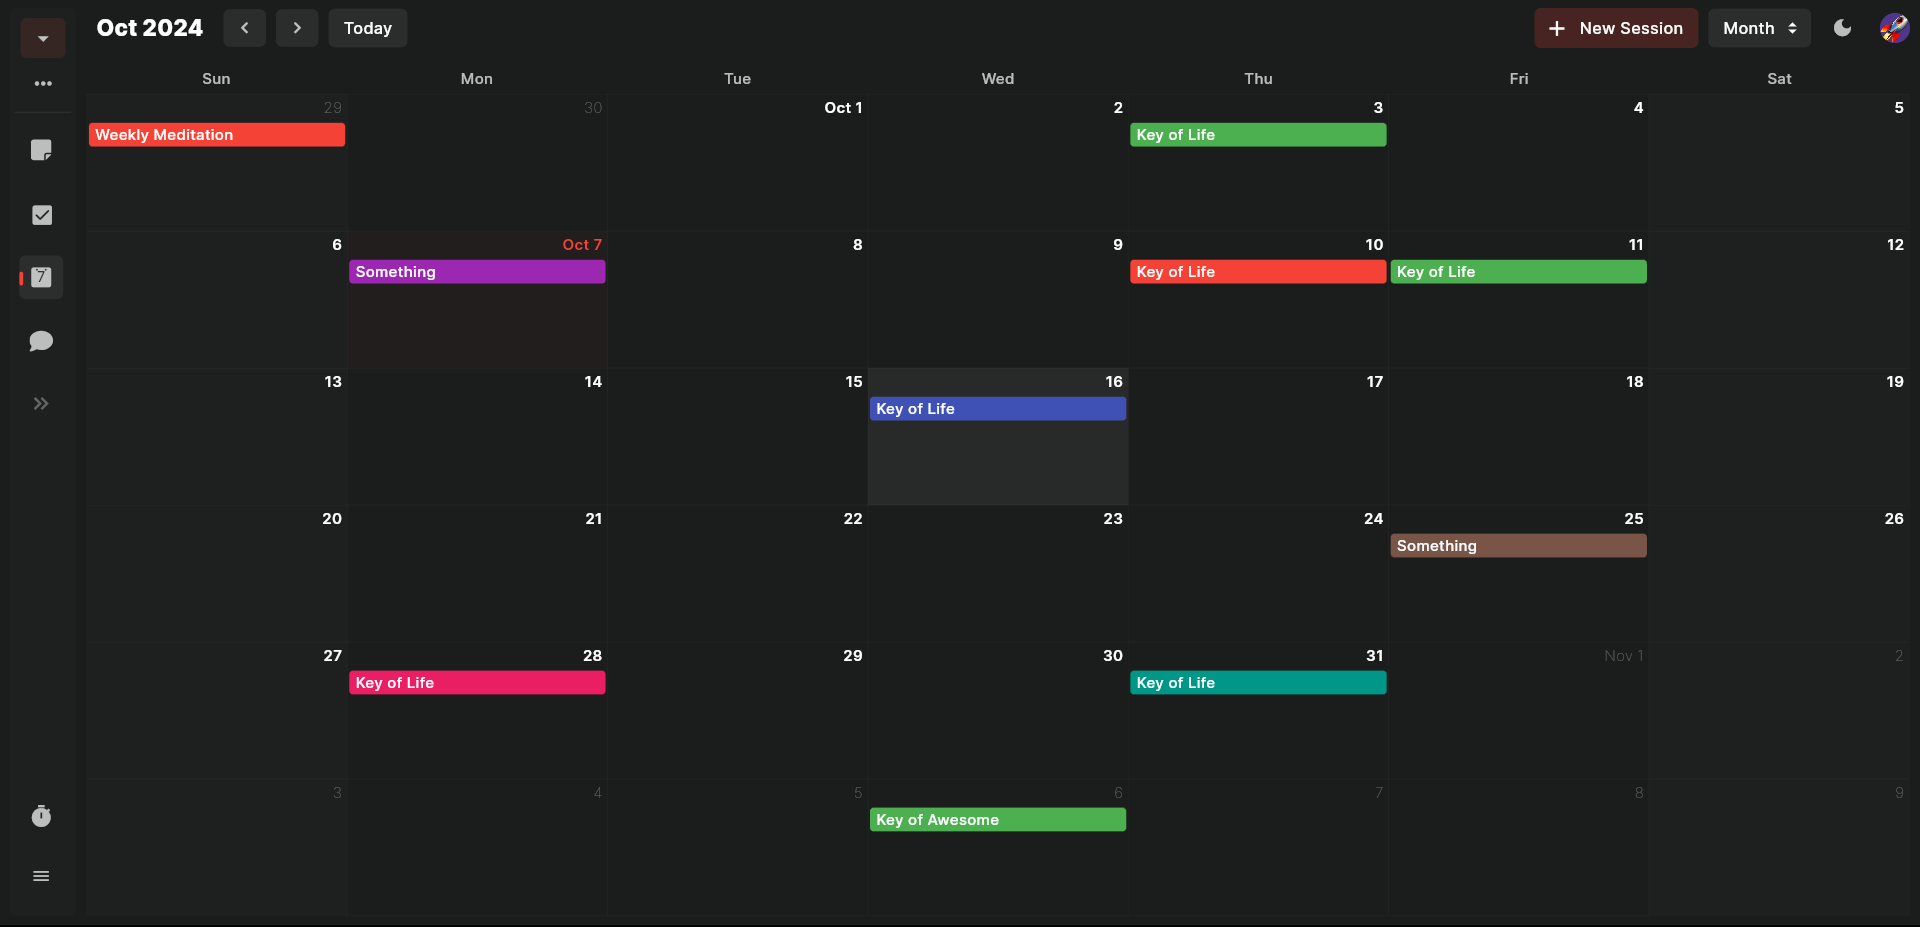 Oct 2024
Today
New Session
Month
Sun Mon Tue Wed Thu Fri Sat
29 30 Oct 1 2 3 4 5
Weekly Meditation Key of Life
6 Oct 7 8 9 10 11 12
Something Key of Life Key of Life
7
13 14 15 16 17 18 19
Key of Life
20 21 22 23 24 25 26
Something
27 28 29 30 31 Nov 1 2
Key of Life Key of Life
3 4 5 6 7 8 9
Key of Awesome